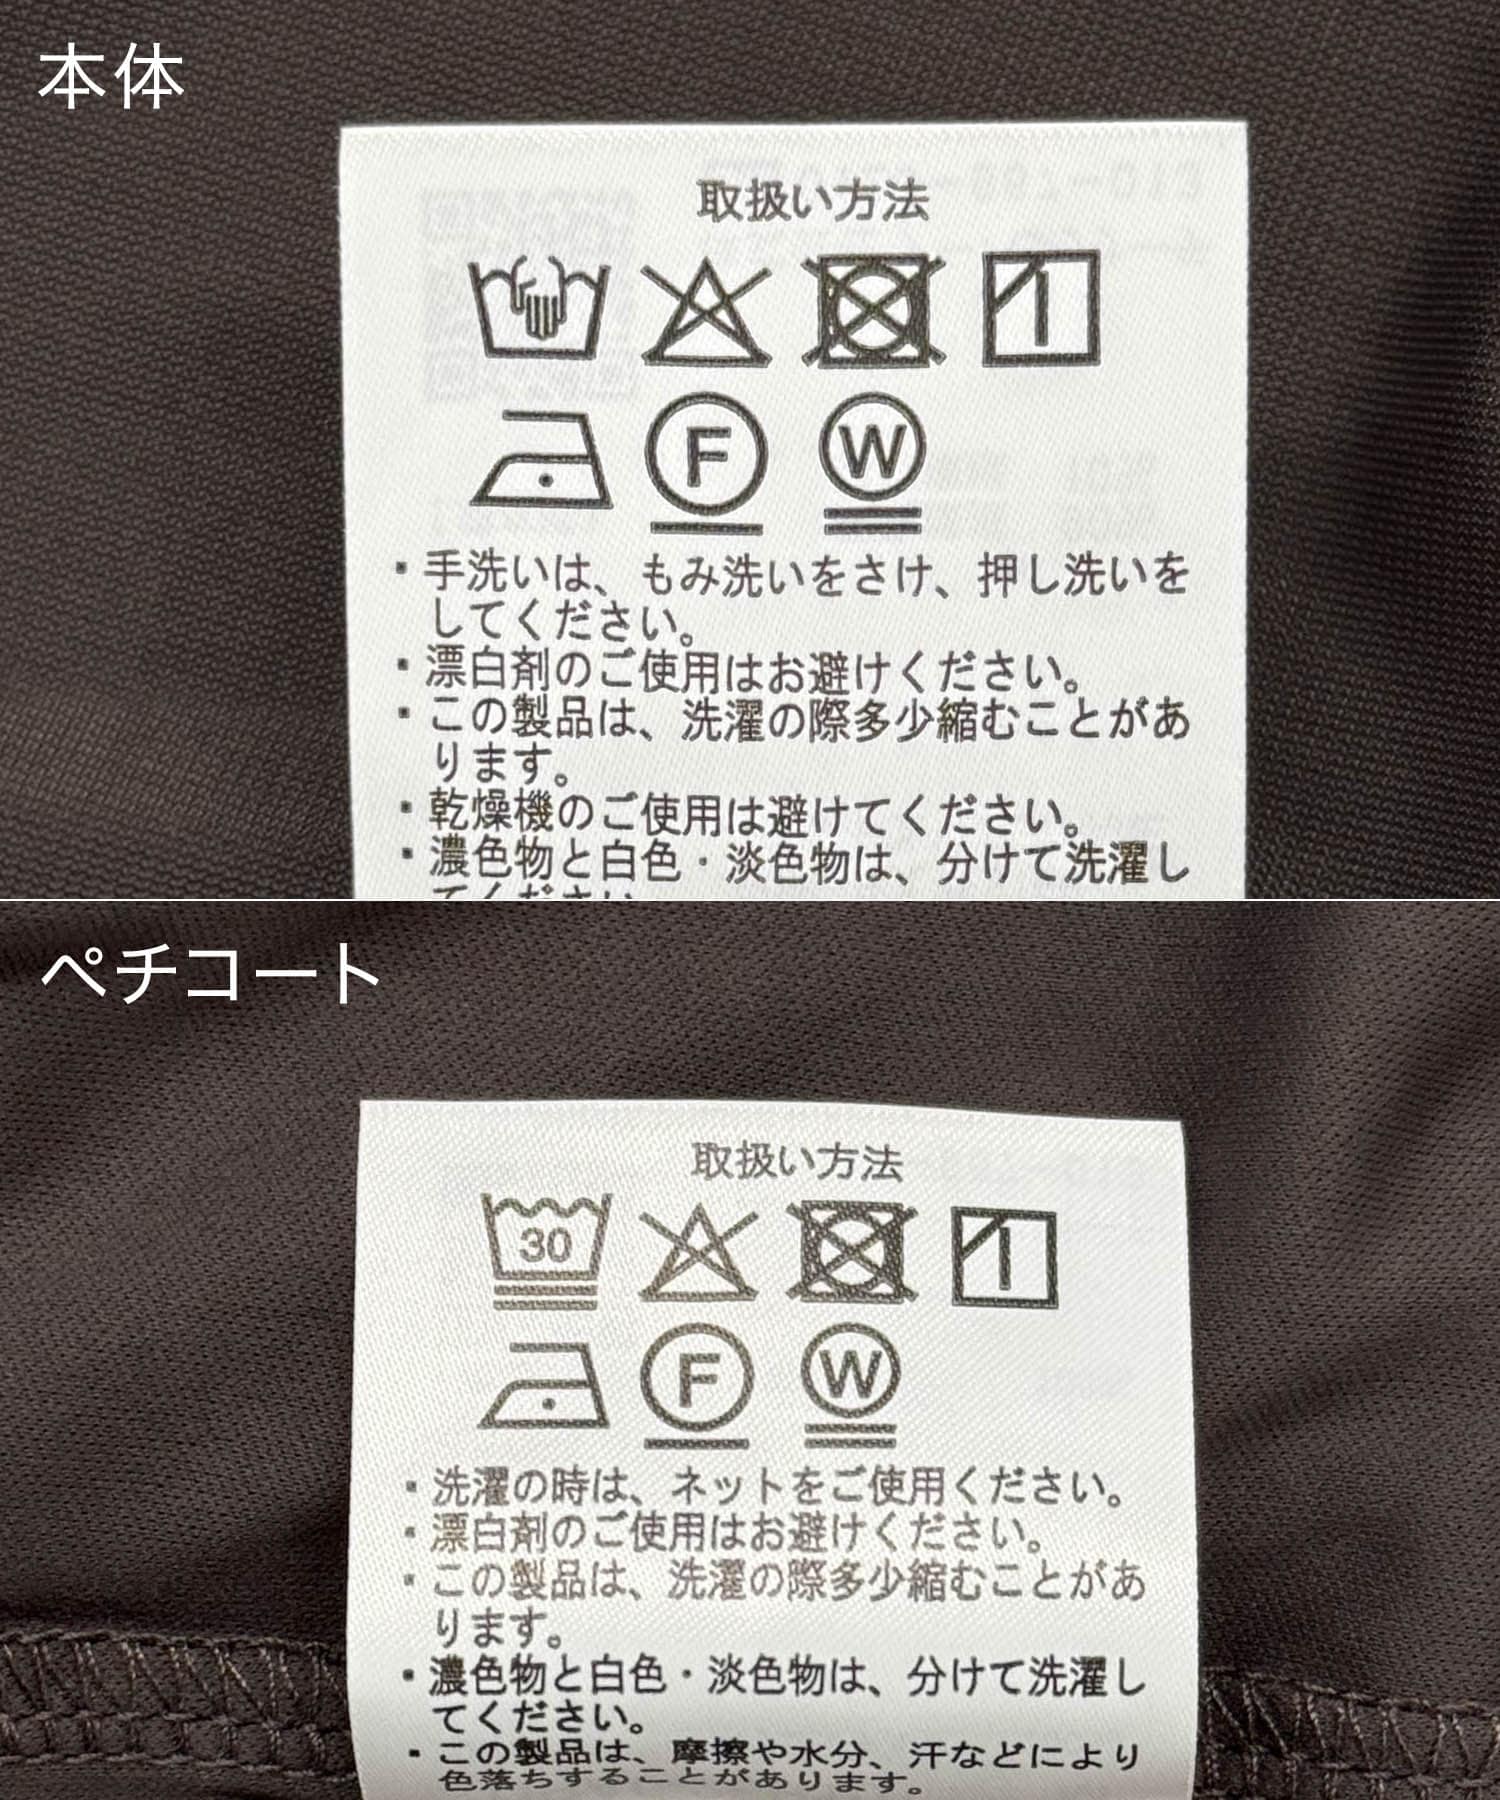 本体
取扱い方法
F
W
・手洗いは、もみ洗いをさけ、押し洗いを
してください。
・漂白剤のご使用はお避けください。
・この製品は、洗濯の際多少縮むことがあ
ります。
・乾燥機のご使用は避けてください。
・濃色物と白色・淡色物は、分けて洗濯し
てください
ペチコート
取扱い方法
30
F
W
・洗濯の時は、ネットをご使用ください。
・漂白剤のご使用はお避けください。
・この製品は、洗濯の際多少縮むことがあ
ります。
・濃色物と白色・淡色物は、分けて洗濯し
てください。
・この製品は、摩擦や水分、汗などにより
色落ちすることがあります。